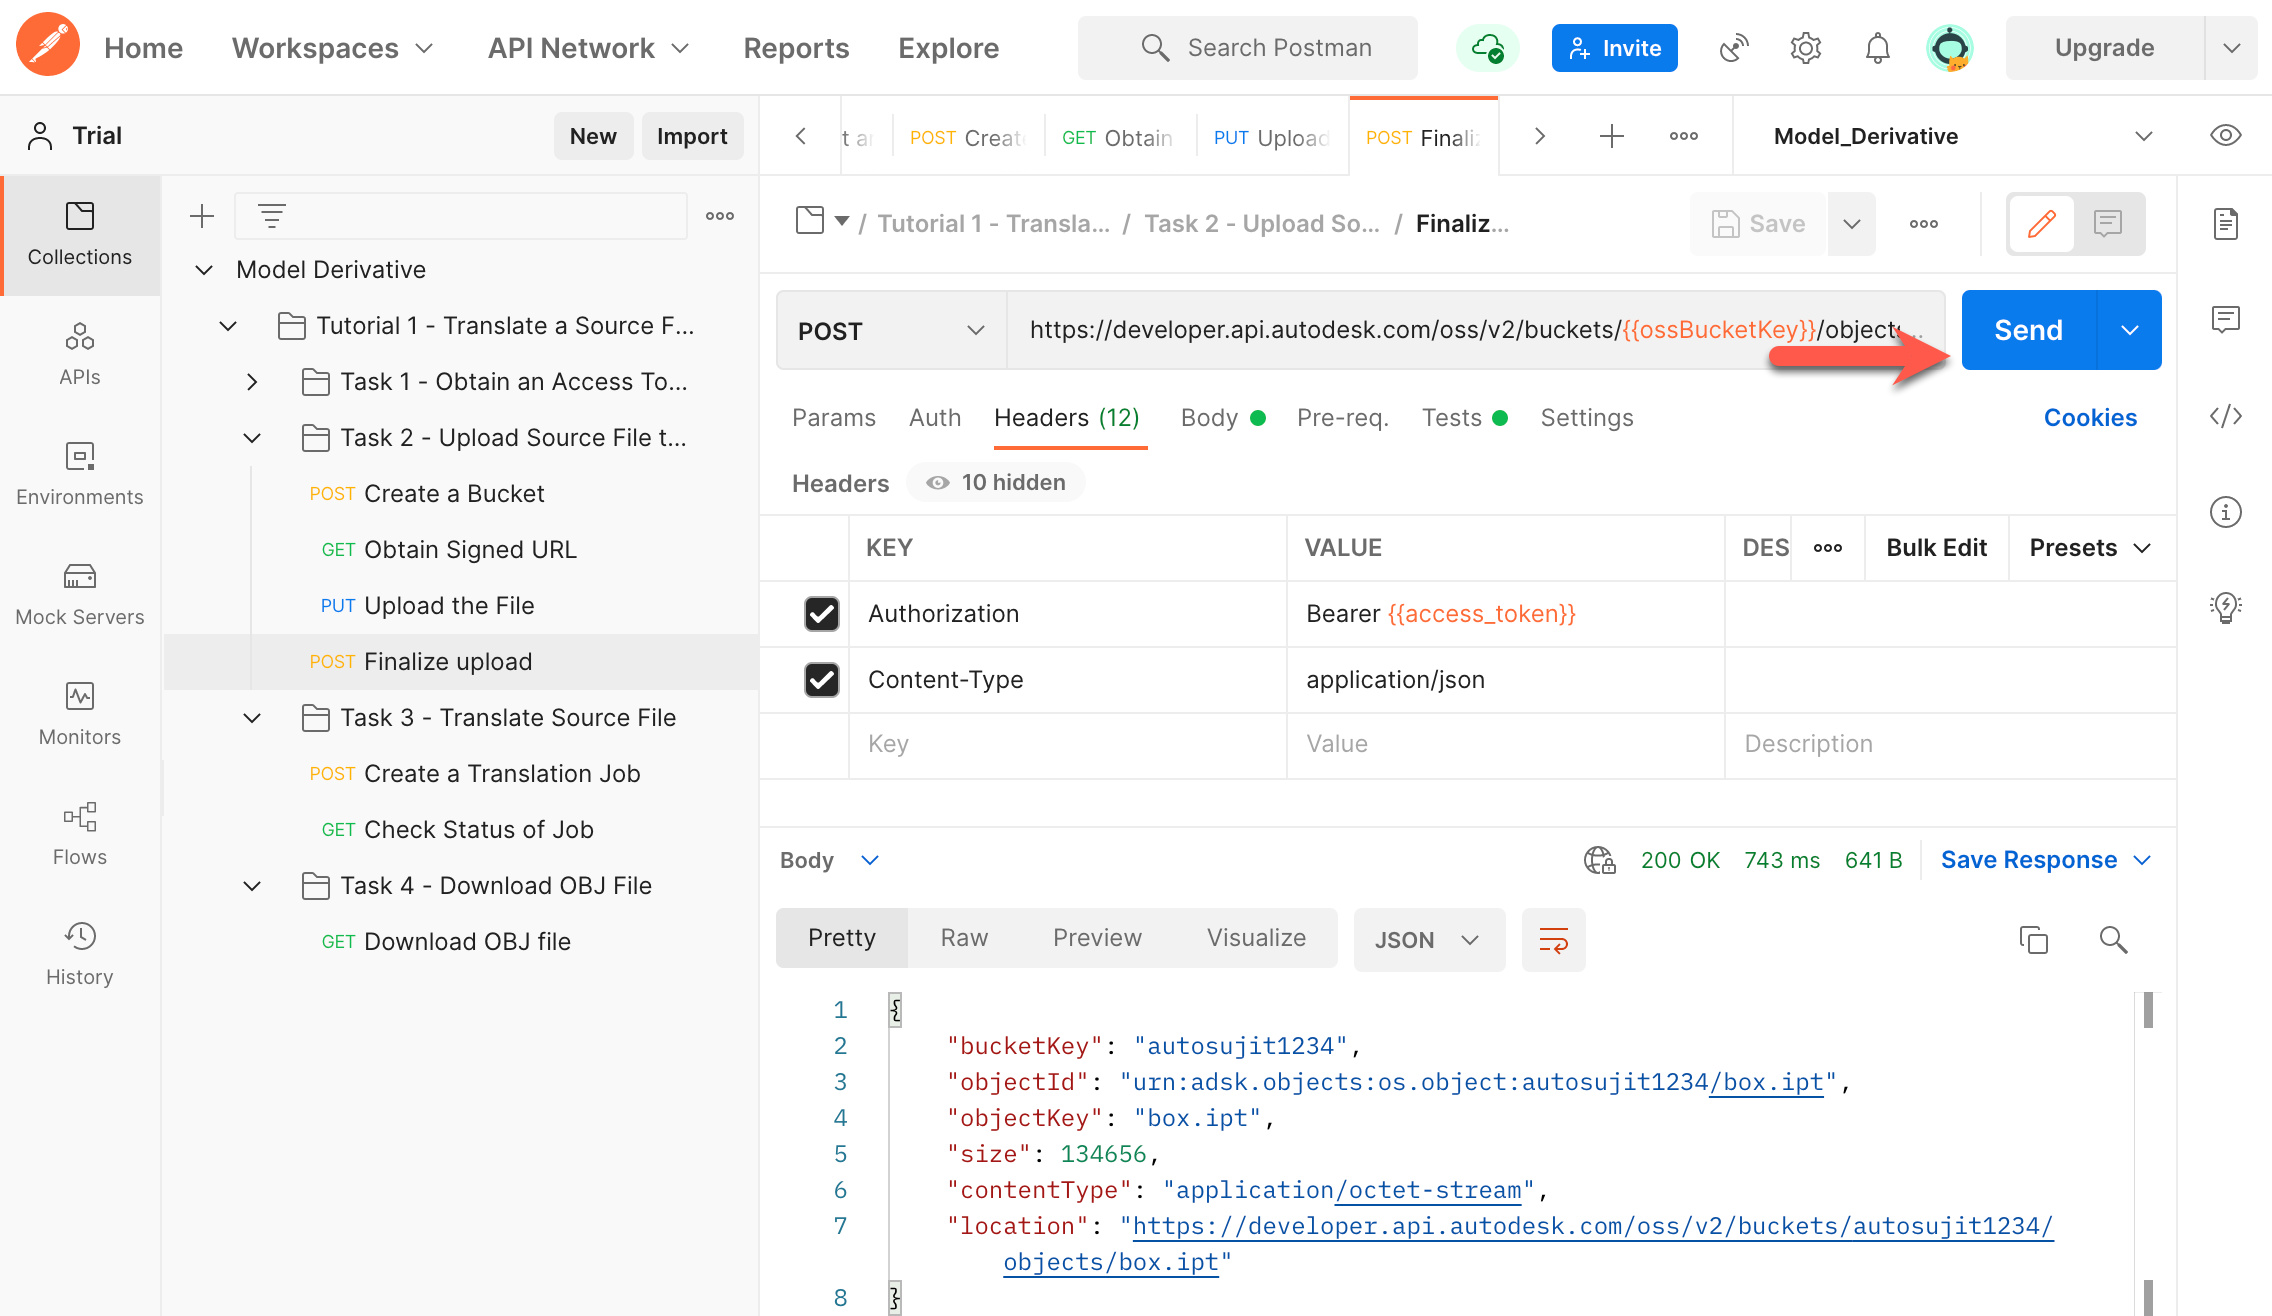 Home
Workspaces
API Network
Reports
Explore
Search Postman
Invite
Upgrade
Trial
New
Import
POST Create
GET Obtain
PUT Upload
POST Finaliz
Model_Derivative
Collections
APIs
Environments
Mock Servers
Monitors
Flows
History
Model Derivative
Tutorial 1 - Translate a Source F...
Task 1 - Obtain an Access To...
Task 2 - Upload Source File t...
POST Create a Bucket
GET Obtain Signed URL
PUT Upload the File
POST Finalize upload
Task 3 - Translate Source File
POST Create a Translation Job
GET Check Status of Job
Task 4 - Download OBJ File
GET Download OBJ file
/ Tutorial 1 - Transla... / Task 2 - Upload So... / Finaliz...
Save
POST
https://developer.api.autodesk.com/oss/v2/buckets/{{ossBucketKey}}/object
Send
Params
Auth
Headers (12)
Body
Pre-req.
Tests
Settings
Cookies
Headers
10 hidden
KEY
VALUE
DES
Bulk Edit
Presets
Authorization
Bearer {{access_token}}
Content-Type
application/json
Key
Value
Description
Body
200 OK
743 ms
641 B
Save Response
Pretty
Raw
Preview
Visualize
JSON
1 {
2 "bucketKey": "autosujit1234",
3 "objectId": "urn:adsk.objects:os.object:autosujit1234/box.ipt",
4 "objectKey": "box.ipt",
5 "size": 134656,
6 "contentType": "application/octet-stream",
7 "location": "https://developer.api.autodesk.com/oss/v2/buckets/autosujit1234/
objects/box.ipt"
8 }